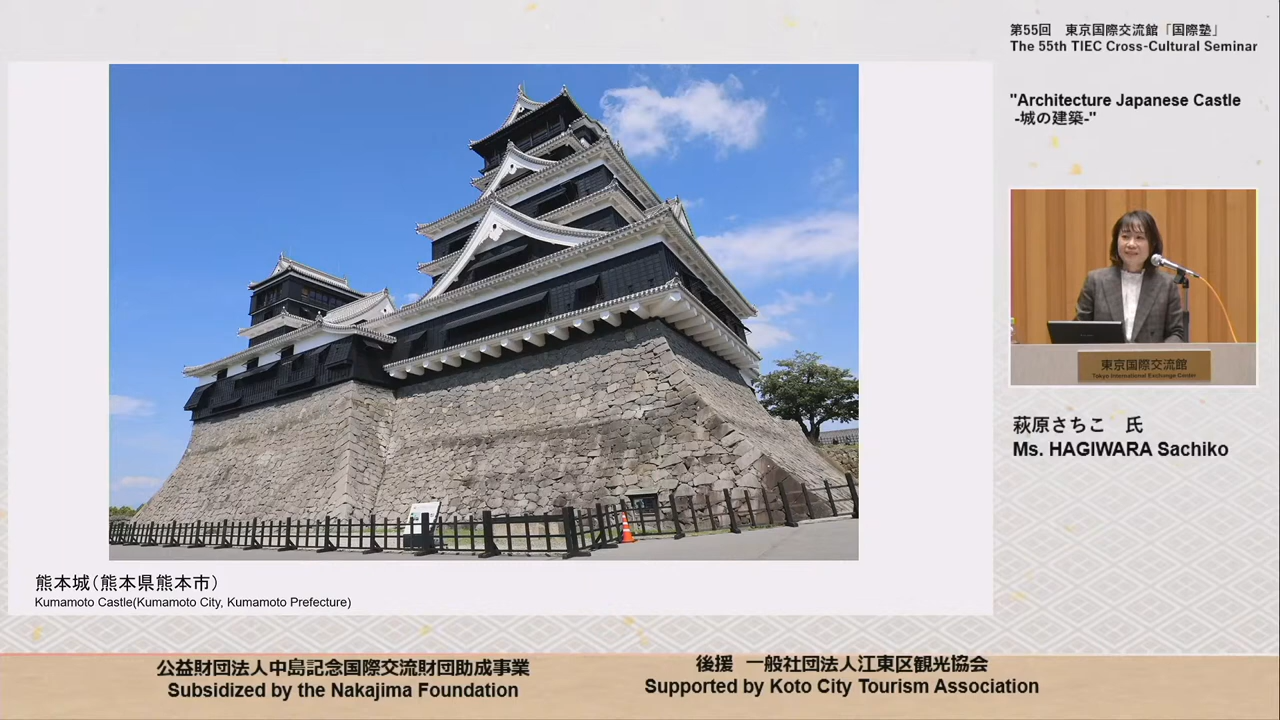 第55回　東京国際交流館「国際塾」
The 55th TIEC Cross-Cultural Seminar
"Architecture Japanese Castle
-城の建築-"
東京国際交流館
Tokyo International Exchange Center
萩原さちこ　氏
Ms. HAGIWARA Sachiko
熊本城（熊本県熊本市）
Kumamoto Castle(Kumamoto City, Kumamoto Prefecture)
公益財団法人中島記念国際交流財団助成事業
Subsidized by the Nakajima Foundation
後援　一般社団法人江東区観光協会
Supported by Koto City Tourism Association